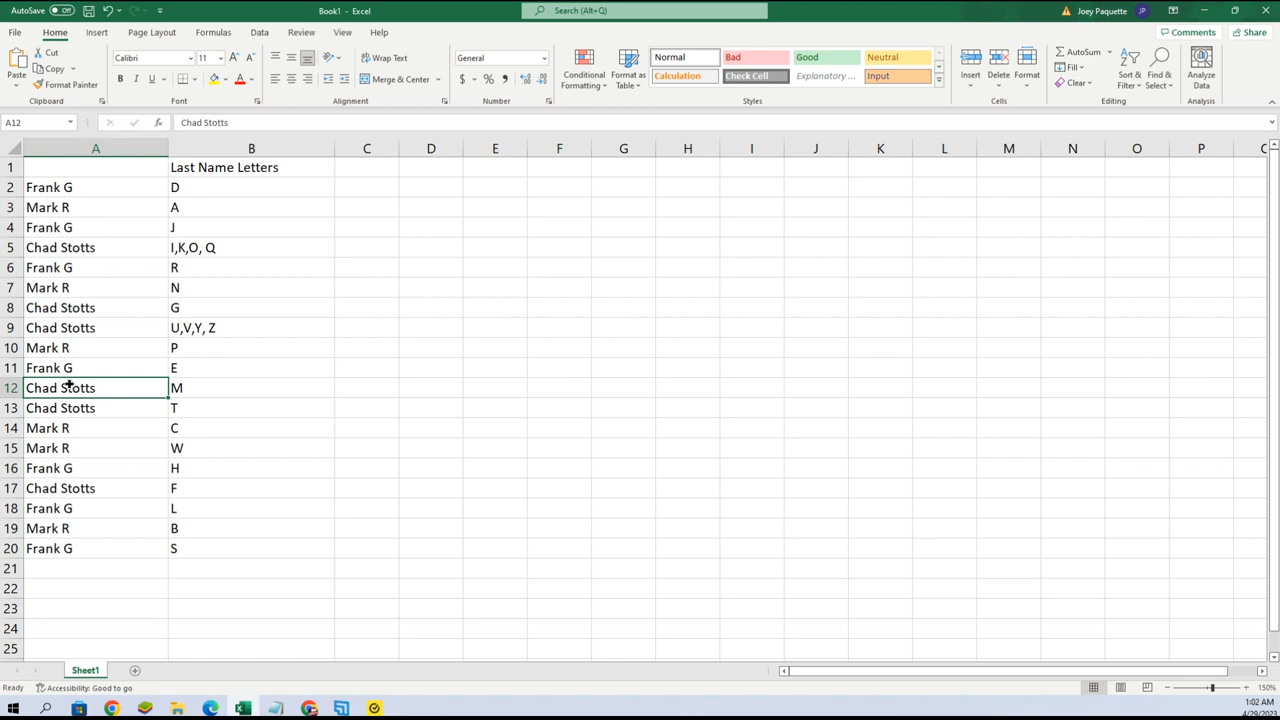 AutoSave Off Book1 - Excel Search (Alt+Q) Joey Paquette JP
File Home Insert Page Layout Formulas Data Review View Help Comments Share
Paste Cut Copy Format Painter Clipboard
Calibri 11 A A B I U A Font
Wrap Text Merge & Center Alignment
General $ % , Number
Conditional Formatting Format as Table Normal Bad Good Neutral Calculation Check Cell Explanatory ... Input Styles
Insert Delete Format Cells
AutoSum Fill Clear Sort & Filter Find & Select Editing
Analyze Data Analysis
A12 fx Chad Stotts
A B C D E F G H I J K L M N O P
1 Last Name Letters
2 Frank G D
3 Mark R A
4 Frank G J
5 Chad Stotts I,K,O, Q
6 Frank G R
7 Mark R N
8 Chad Stotts G
9 Chad Stotts U,V,Y, Z
10 Mark R P
11 Frank G E
12 Chad Stotts M
13 Chad Stotts T
14 Mark R C
15 Mark R W
16 Frank G H
17 Chad Stotts F
18 Frank G L
19 Mark R B
20 Frank G S
21
22
23
24
25
Sheet1
Ready Accessibility: Good to go 150%
1:02 AM
4/29/2023